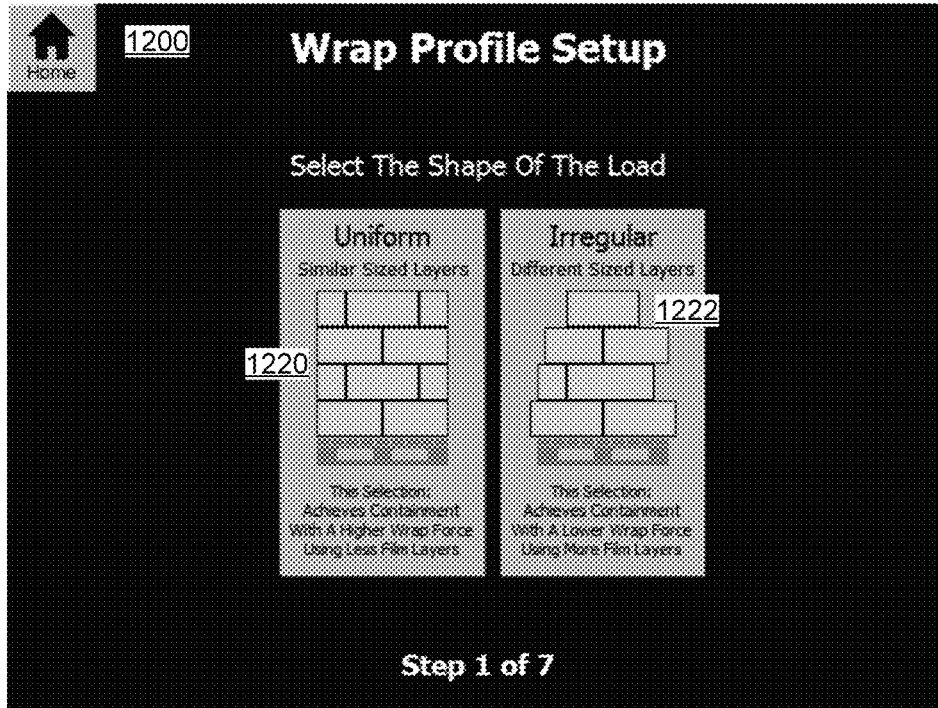 Home
1200
Wrap Profile Setup
Select The Shape Of The Load
Uniform
Similar Sized Layers
1220
This Selection:
Achieves Containment
With A Higher Wrap Force
Using Less Film Layers
Irregular
Different Sized Layers
1222
This Selection:
Achieves Containment
With A Lower Wrap Force
Using More Film Layers
Step 1 of 7